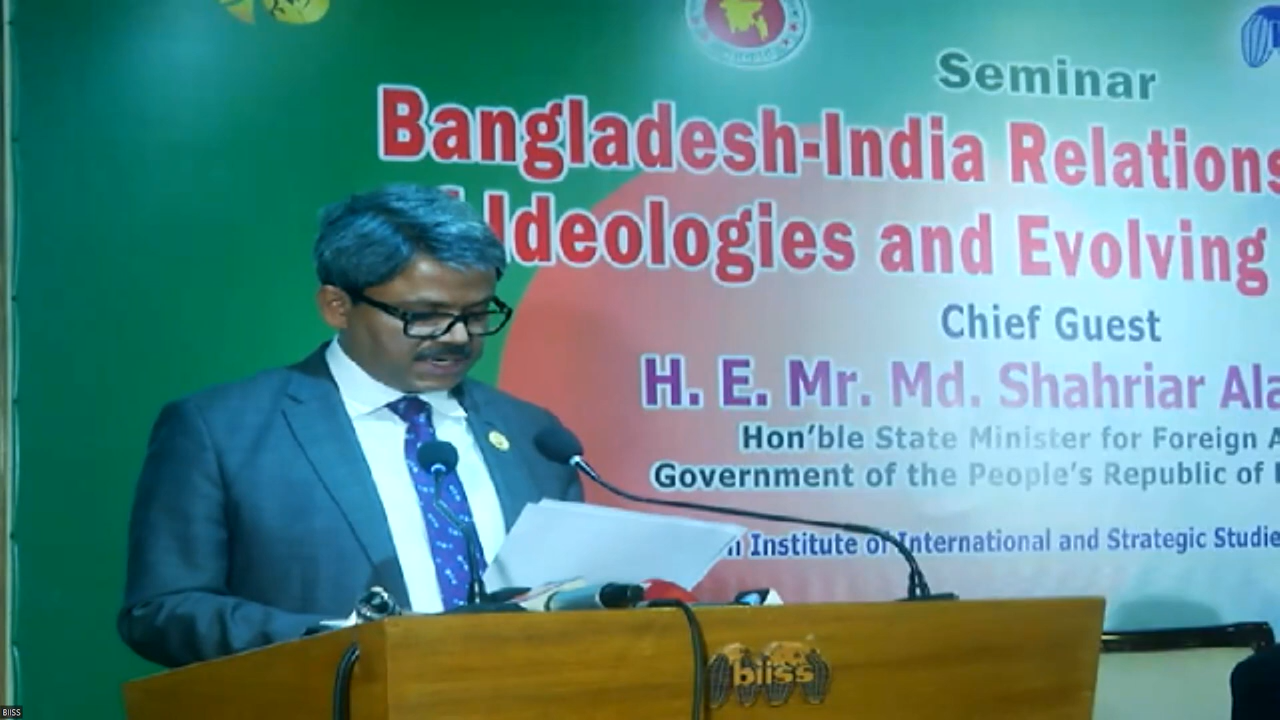 Seminar
Bangladesh-India Relations
Ideologies and Evolving
Chief Guest
H. E. Mr. Md. Shahriar Ala
Hon'ble State Minister for Foreign A
Government of the People's Republic of
Institute of International and Strategic Studie
biiss
BIISS